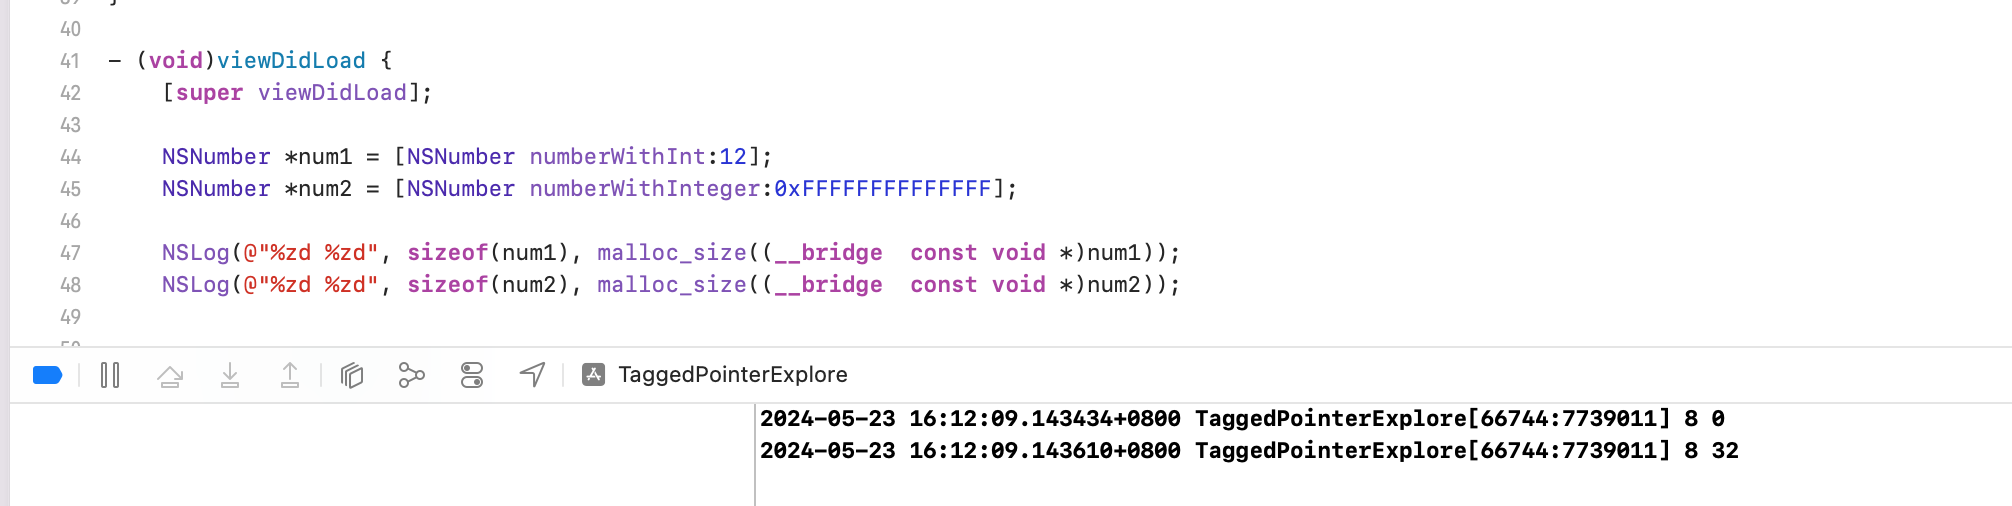 40
41 - (void)viewDidLoad {
42     [super viewDidLoad];
43
44     NSNumber *num1 = [NSNumber numberWithInt:12];
45     NSNumber *num2 = [NSNumber numberWithInteger:0xFFFFFFFFFFFFFF];
46
47     NSLog(@"%zd %zd", sizeof(num1), malloc_size((__bridge  const void *)num1));
48     NSLog(@"%zd %zd", sizeof(num2), malloc_size((__bridge  const void *)num2));
49
TaggedPointerExplore
2024-05-23 16:12:09.143434+0800 TaggedPointerExplore[66744:7739011] 8 0
2024-05-23 16:12:09.143610+0800 TaggedPointerExplore[66744:7739011] 8 32